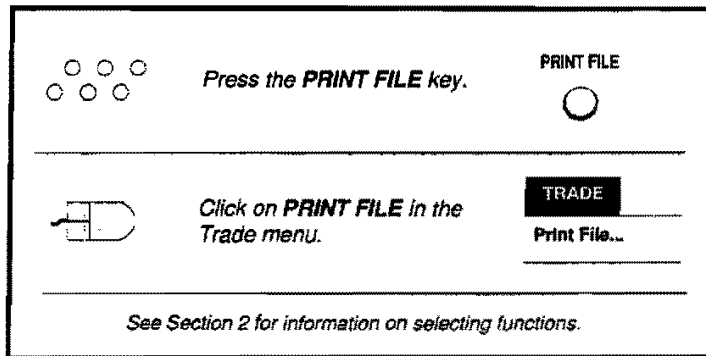 Press the PRINT FILE key.
PRINT FILE
Click on PRINT FILE in the
Trade menu.
TRADE
Print File...
See Section 2 for information on selecting functions.